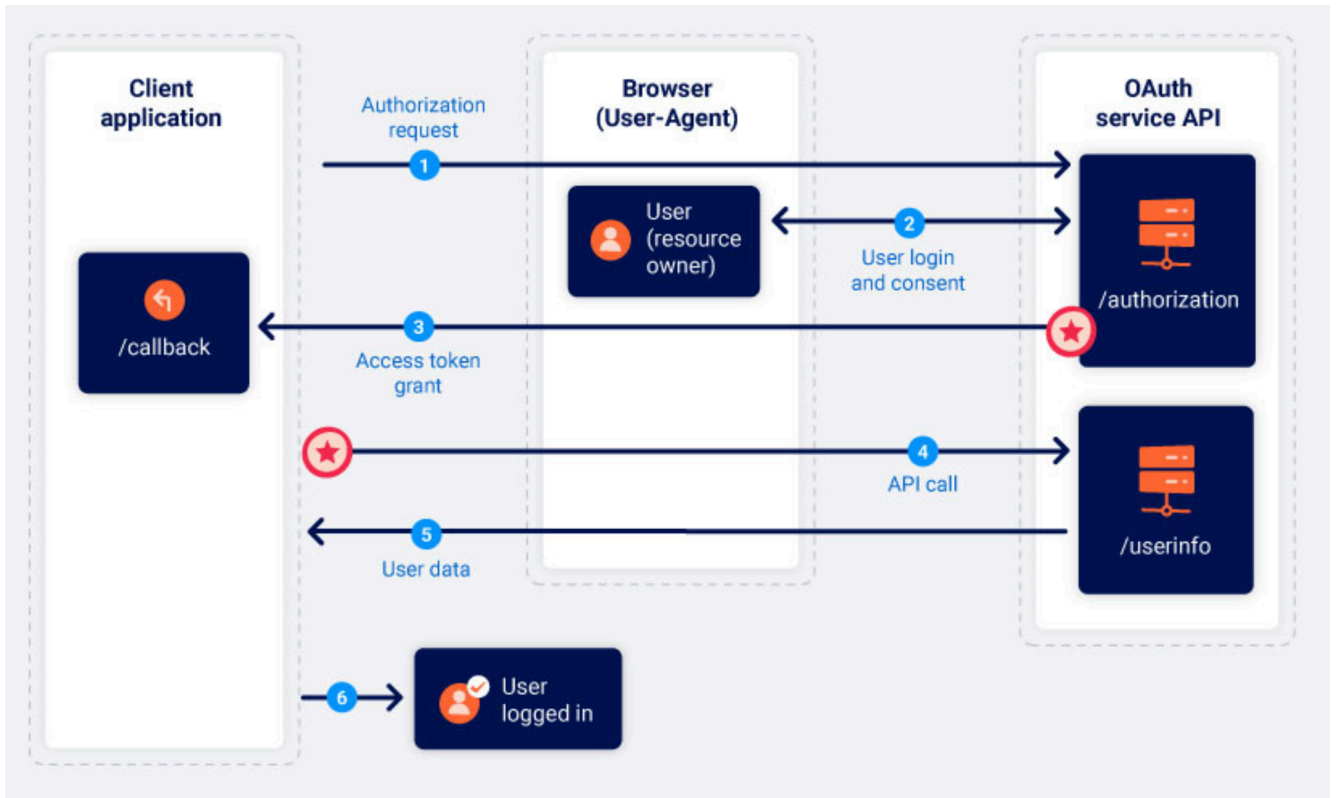 Client
application
Browser
(User-Agent)
OAuth
service API
Authorization
request
1
User
(resource
owner)
2
User login
and consent
/authorization
/callback
3
Access token
grant
4
API call
5
User data
/userinfo
6
User
logged in